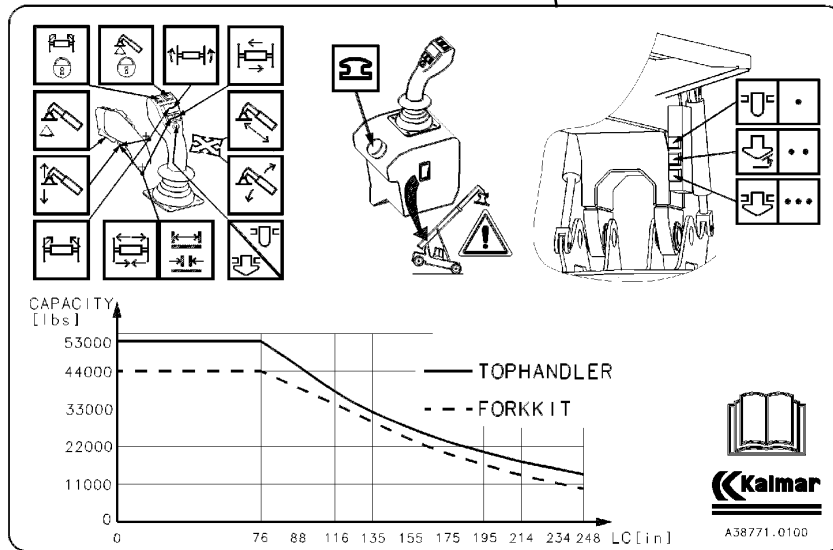 CAPACITY
[lbs]
53000
44000
33000
22000
11000
0
TOPHANDLER
FORKKIT
0 76 88 116 135 155 175 195 214 234 248 LC[in]
Kalmar
A38771.0100